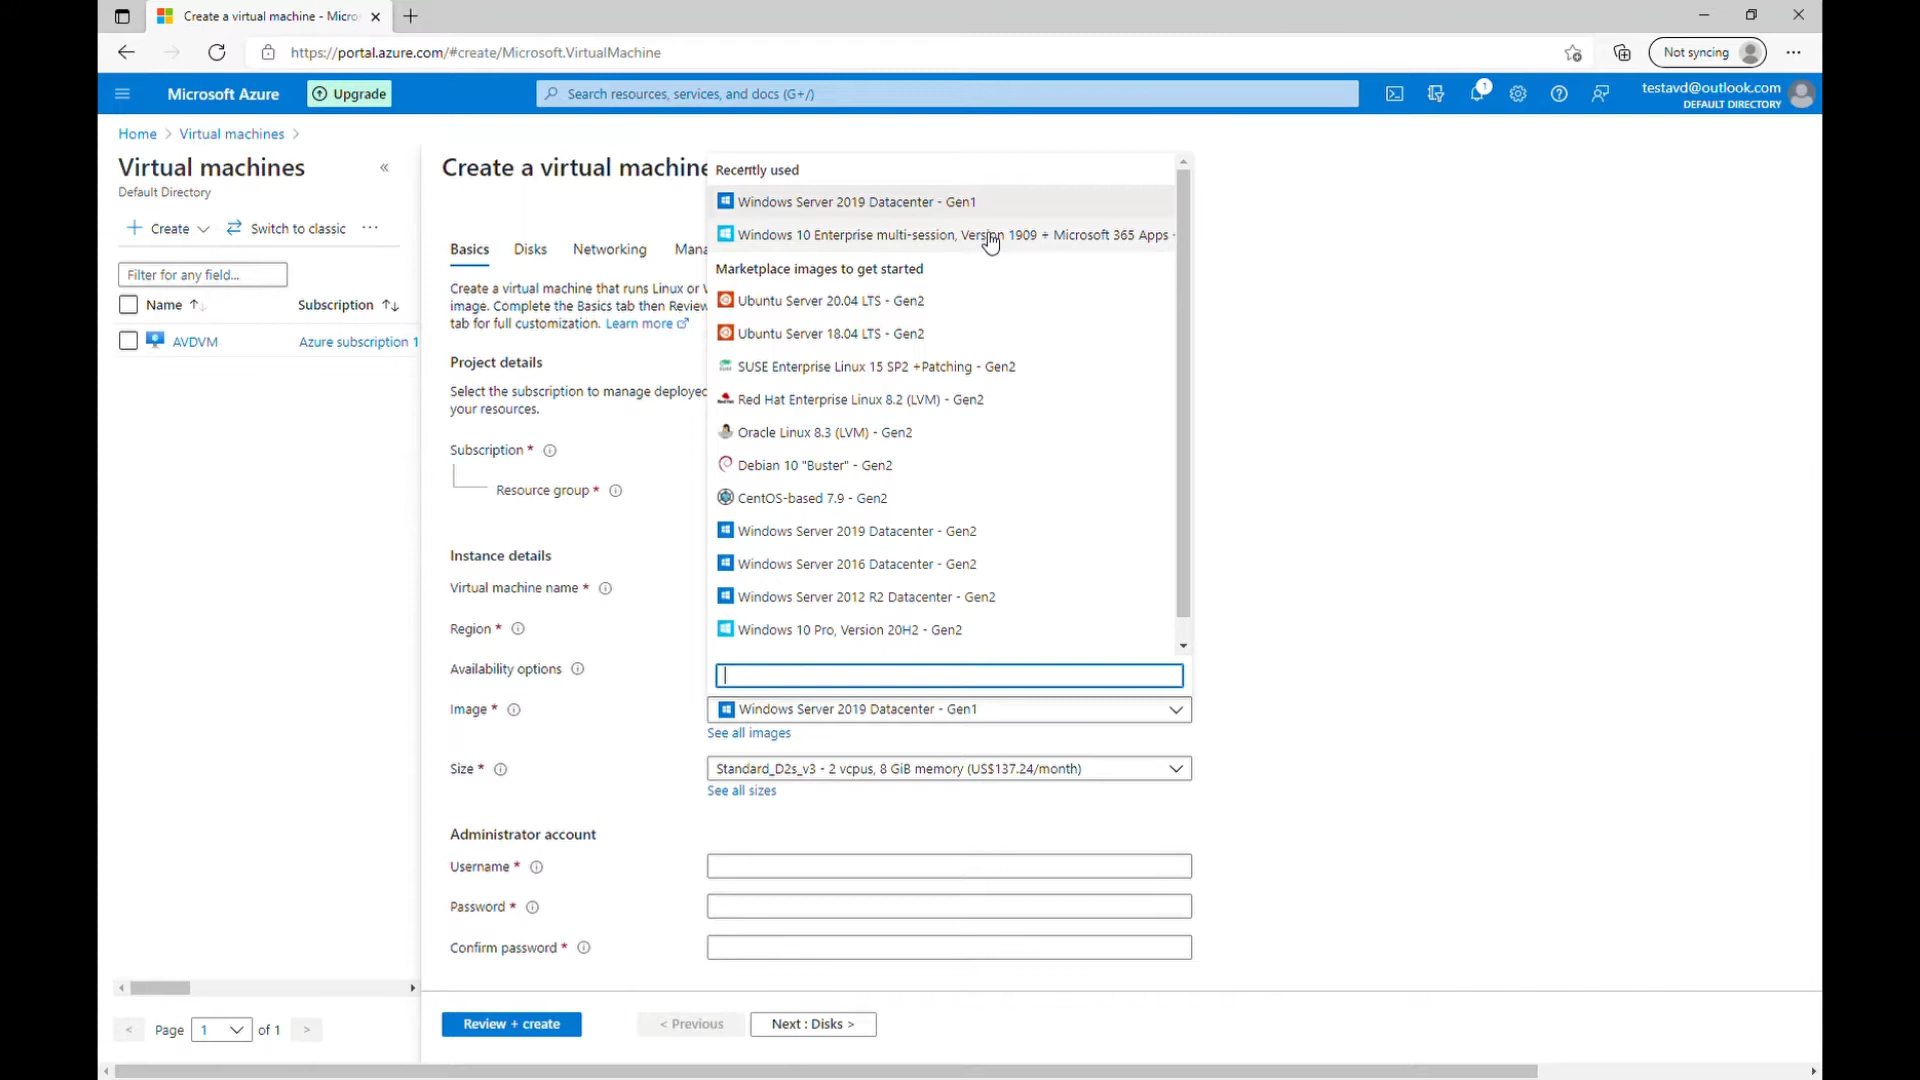 Create a virtual machine - Micro
https://portal.azure.com/#create/Microsoft.VirtualMachine
Not syncing
Microsoft Azure
Upgrade
Search resources, services, and docs (G+/)
1
testavd@outlook.com
DEFAULT DIRECTORY
Home > Virtual machines >
Virtual machines
Default Directory
Create
Switch to classic
Filter for any field...
Name
Subscription
AVDVM
Azure subscription 1
Page 1 of 1
Create a virtual machine
Basics
Disks
Networking
Mana
Create a virtual machine that runs Linux or
image. Complete the Basics tab then Review
tab for full customization. Learn more
Project details
Select the subscription to manage deployed
your resources.
Subscription *
Resource group *
Instance details
Virtual machine name *
Region *
Availability options
Recently used
Windows Server 2019 Datacenter - Gen1
Windows 10 Enterprise multi-session, Version 1909 + Microsoft 365 Apps -
Marketplace images to get started
Ubuntu Server 20.04 LTS - Gen2
Ubuntu Server 18.04 LTS - Gen2
SUSE Enterprise Linux 15 SP2 +Patching - Gen2
Red Hat Enterprise Linux 8.2 (LVM) - Gen2
Oracle Linux 8.3 (LVM) - Gen2
Debian 10 "Buster" - Gen2
CentOS-based 7.9 - Gen2
Windows Server 2019 Datacenter - Gen2
Windows Server 2016 Datacenter - Gen2
Windows Server 2012 R2 Datacenter - Gen2
Windows 10 Pro, Version 20H2 - Gen2
Image *
Windows Server 2019 Datacenter - Gen1
See all images
Size *
Standard_D2s_v3 - 2 vcpus, 8 GiB memory (US$137.24/month)
See all sizes
Administrator account
Username *
Password *
Confirm password *
Review + create
< Previous
Next : Disks >